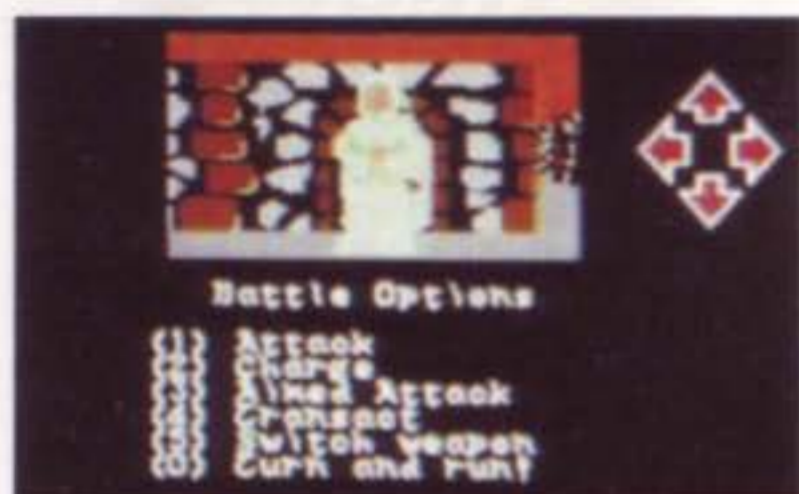 Battle Options
(1) Attack
(2) Charge
(3) Aimed Attack
(4) Transact
(5) Switch weapon
(0) Turn and run!